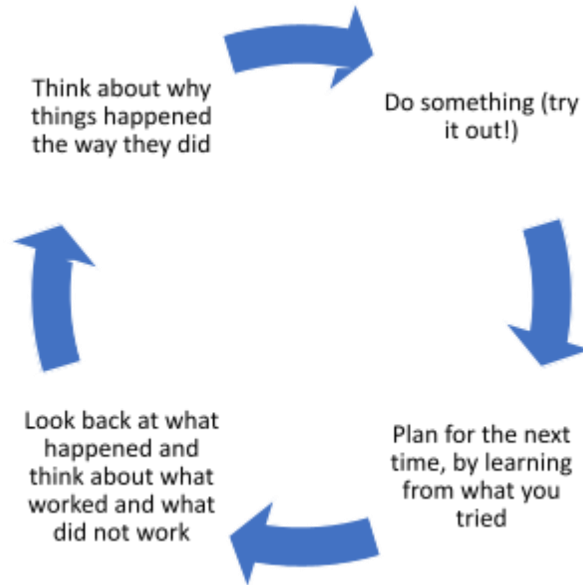 Think about why
things happened
the way they did
Do something (try
it out!)
Look back at what
happened and
think about what
worked and what
did not work
Plan for the next
time, by learning
from what you
tried